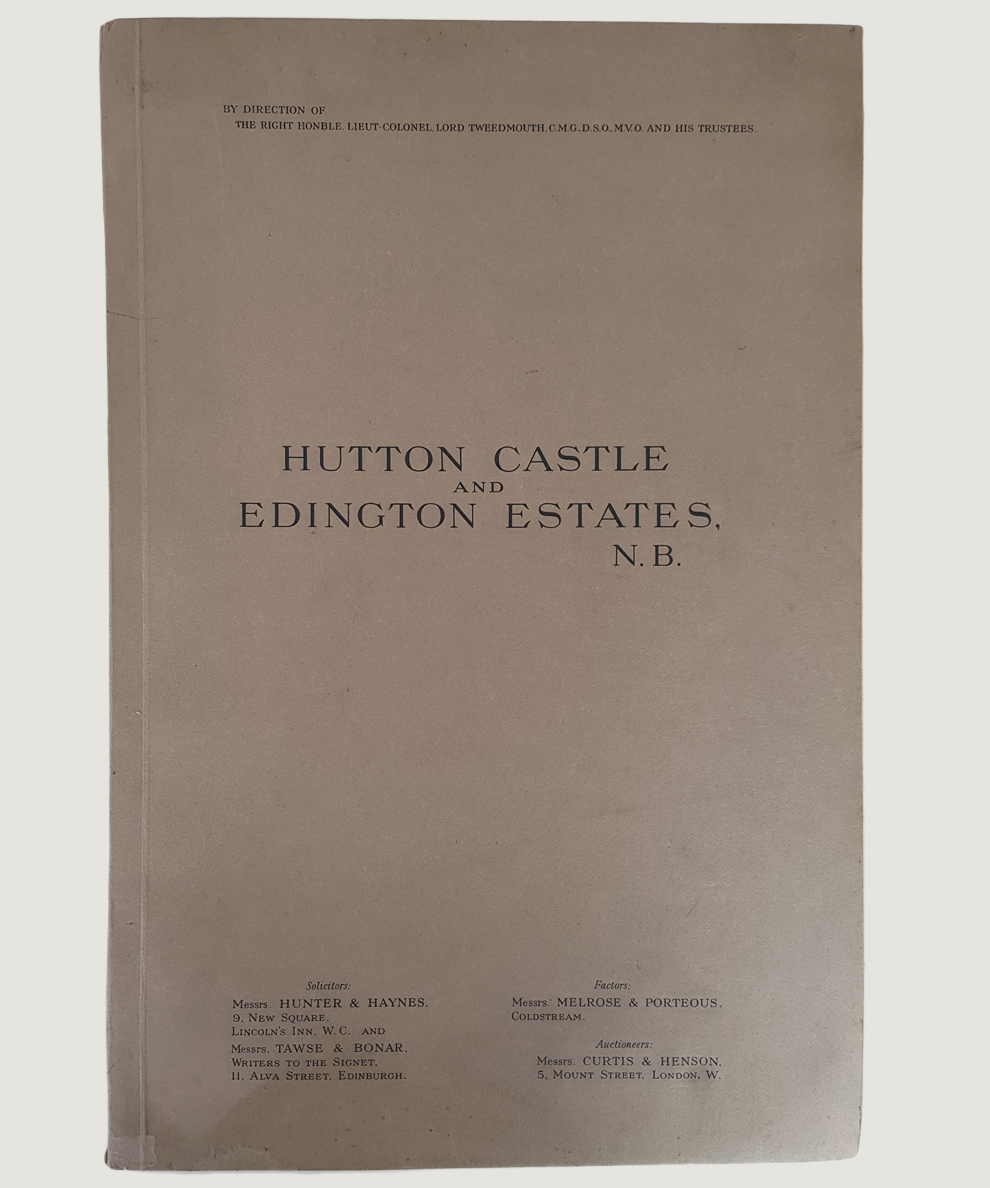 BY DIRECTION OF
THE RIGHT HONBLE. LIEUT-COLONEL. LORD TWEEDMOUTH, C.M.G., D.S.O., M.V.O. AND HIS TRUSTEES.
HUTTON CASTLE
AND
EDINGTON ESTATES,
N. B.
Solicitors:
Messrs. HUNTER & HAYNES,
9, NEW SQUARE,
LINCOLN'S INN, W. C. AND
Messrs. TAWSE & BONAR,
WRITERS TO THE SIGNET,
11, ALVA STREET, EDINBURGH.
Factors:
Messrs. MELROSE & PORTEOUS,
COLDSTREAM.
Auctioneers:
Messrs. CURTIS & HENSON,
5, MOUNT STREET, LONDON, W.